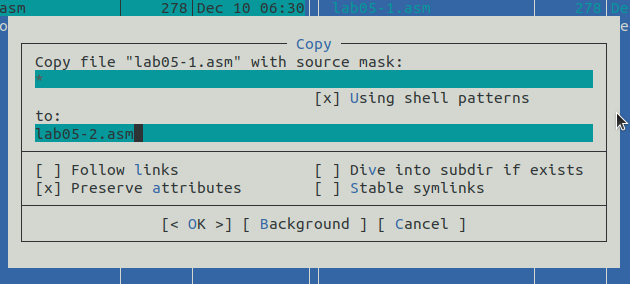 asm 278 Dec 10 06:30 lab05-1.asm 278 De
Copy
Copy file "lab05-1.asm" with source mask:
*
[x] Using shell patterns
to:
lab05-2.asm
[ ] Follow links [ ] Dive into subdir if exists
[x] Preserve attributes [ ] Stable symlinks
[< OK >] [ Background ] [ Cancel ]